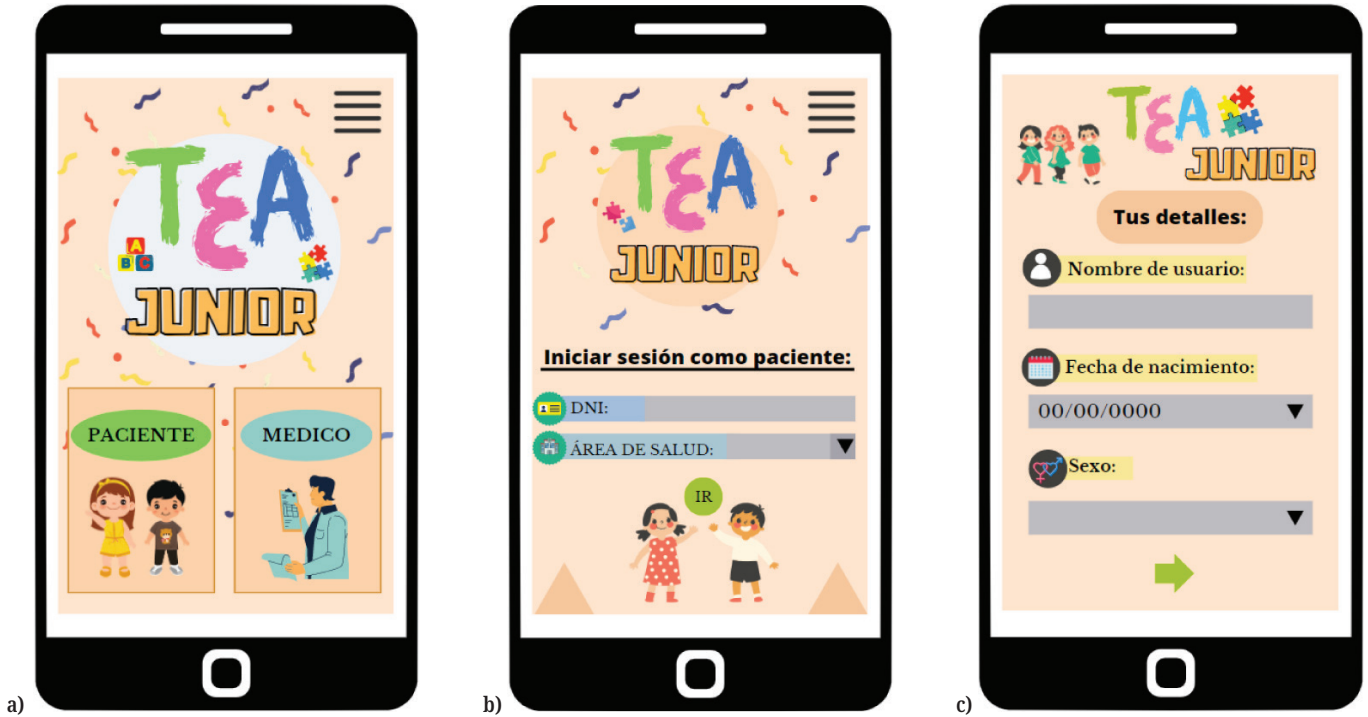 TEA
A
B C
JUNIOR
PACIENTE
MEDICO
a)
TEA
JUNIOR
Iniciar sesión como paciente:
DNI:
ÁREA DE SALUD:
IR
b)
TEA
JUNIOR
Tus detalles:
Nombre de usuario:
Fecha de nacimiento:
00/00/0000
Sexo:
c)